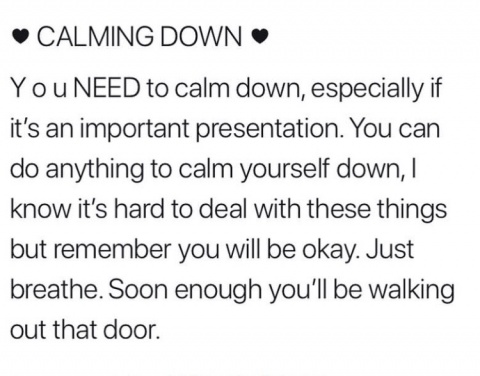 ♥ CALMING DOWN ♥
Y o u NEED to calm down, especially if
it's an important presentation. You can
do anything to calm yourself down, I
know it's hard to deal with these things
but remember you will be okay. Just
breathe. Soon enough you'll be walking
out that door.